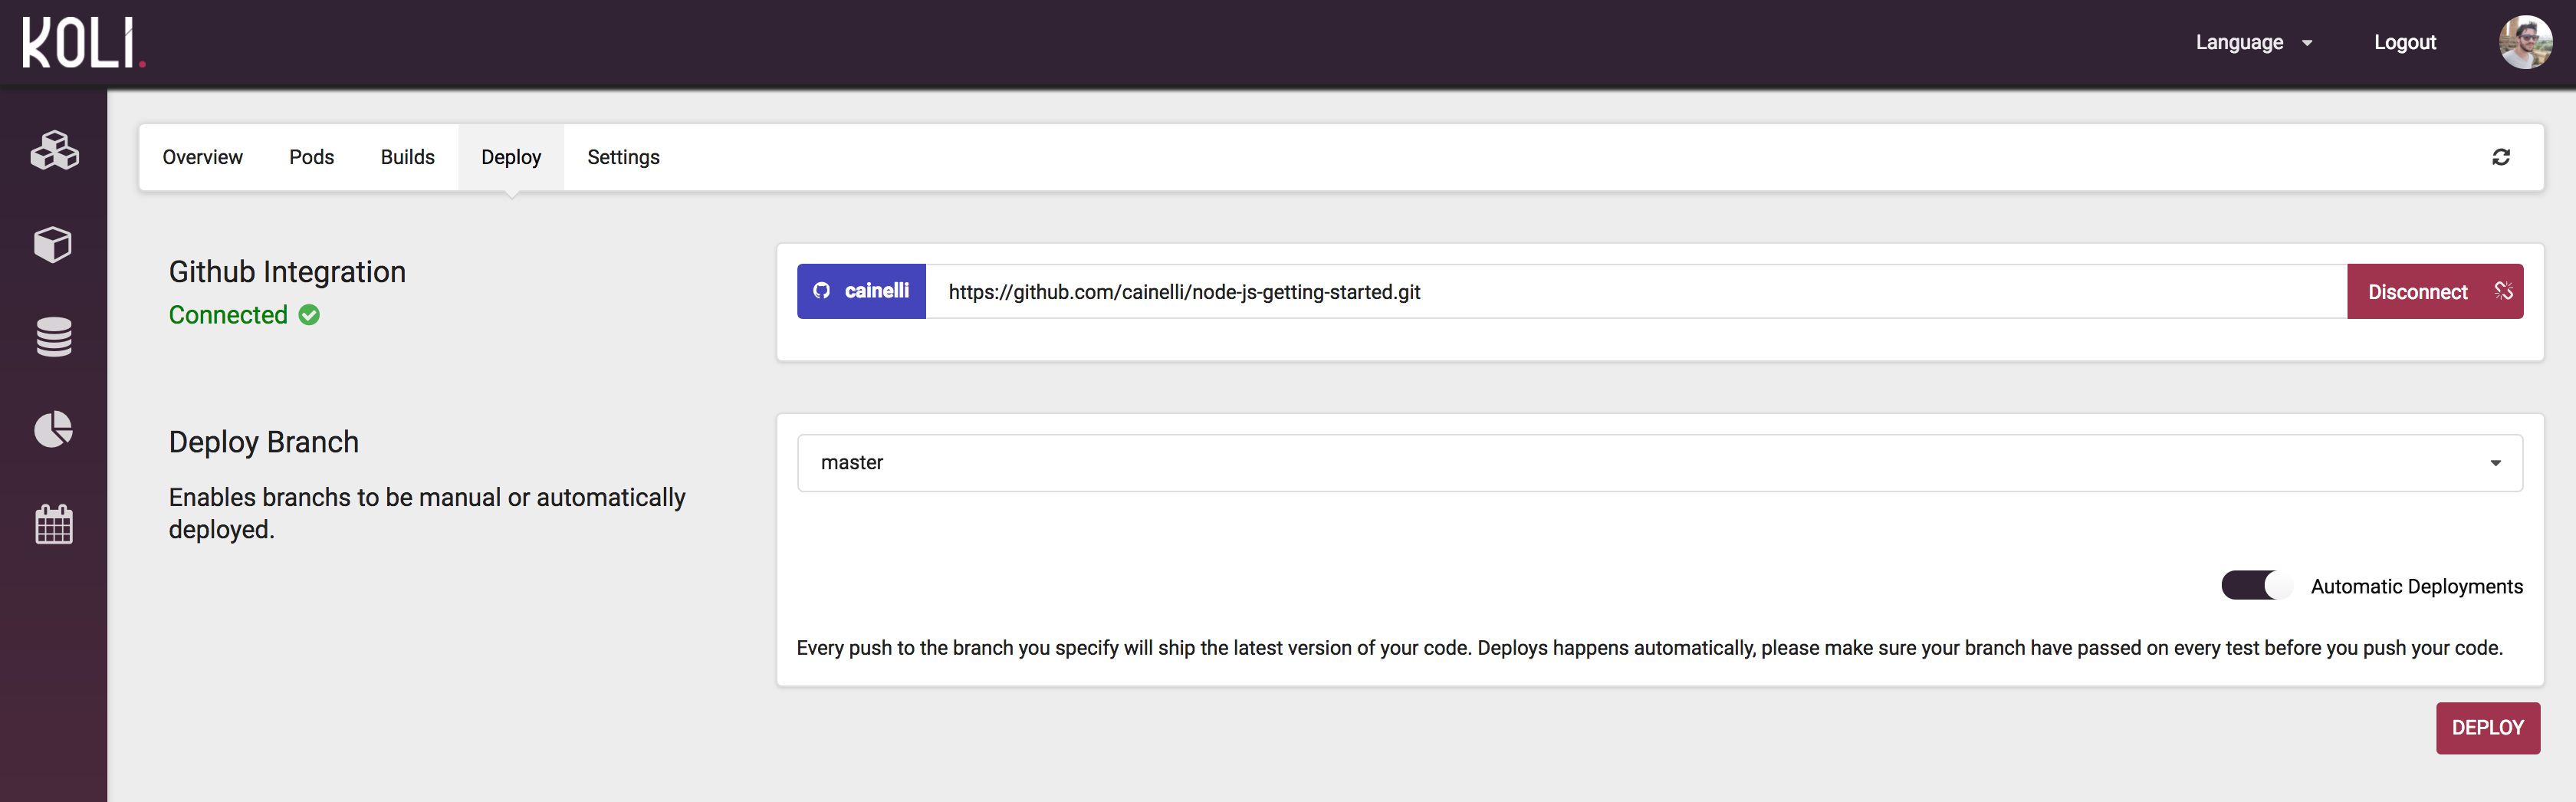 KOLI.
Language
Logout
Overview
Pods
Builds
Deploy
Settings
Github Integration
Connected
cainelli
https://github.com/cainelli/node-js-getting-started.git
Disconnect
Deploy Branch
Enables branchs to be manual or automatically
deployed.
master
Automatic Deployments
Every push to the branch you specify will ship the latest version of your code. Deploys happens automatically, please make sure your branch have passed on every test before you push your code.
DEPLOY